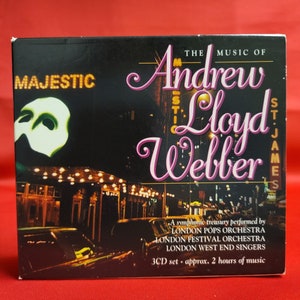 THE MUSIC OF
Andrew
Lloyd
Webber
MAJESTIC
MAJESTIC
ST. JAMES
A symphonic treasury performed by
LONDON POPS ORCHESTRA
LONDON FESTIVAL ORCHESTRA
LONDON WEST END SINGERS
3CD set - approx. 2 hours of music